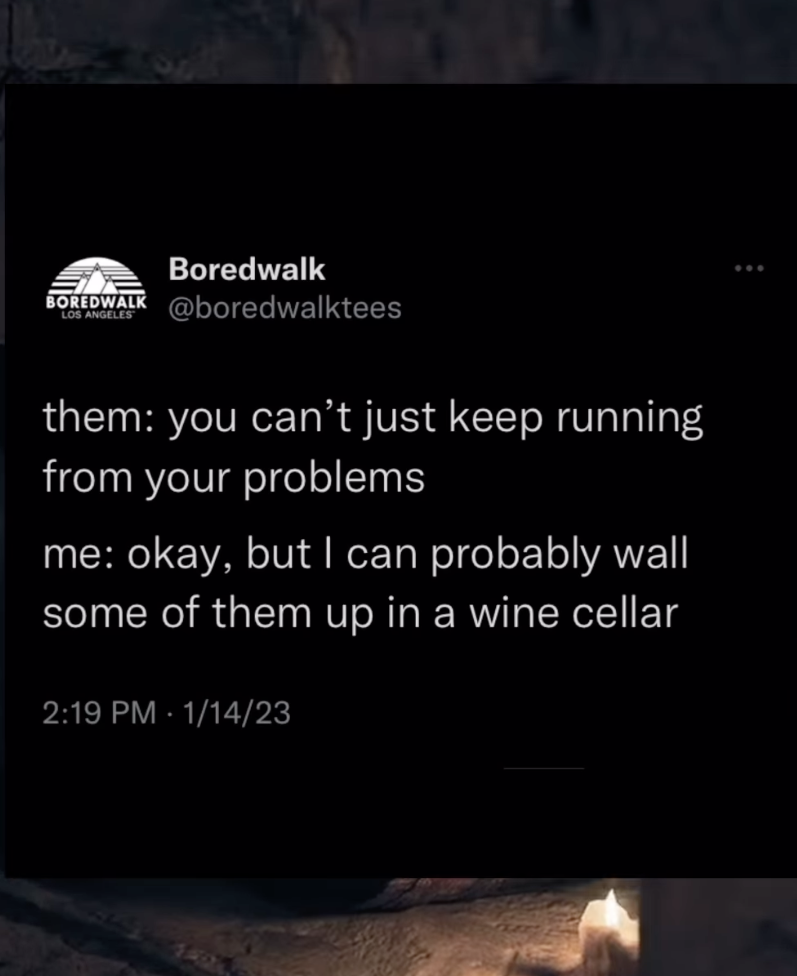 BOREDWALK
LOS ANGELES™
Boredwalk
@boredwalktees
them: you can’t just keep running
from your problems
me: okay, but I can probably wall
some of them up in a wine cellar
2:19 PM · 1/14/23